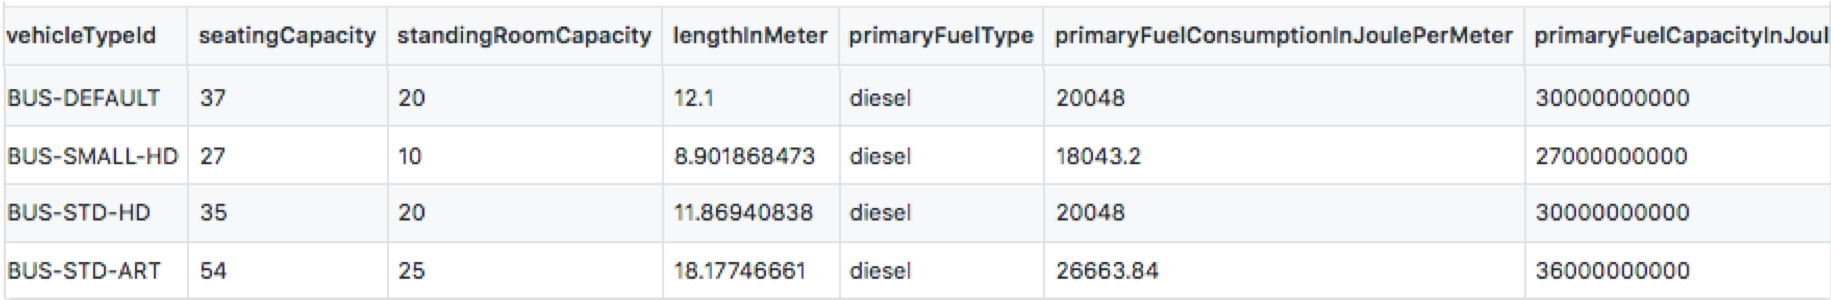 vehicleTypeId seatingCapacity standingRoomCapacity lengthInMeter primaryFuelType primaryFuelConsumptionInJoulePerMeter primaryFuelCapacityInJoul
BUS-DEFAULT 37 20 12.1 diesel 20048 30000000000
BUS-SMALL-HD 27 10 8.901868473 diesel 18043.2 27000000000
BUS-STD-HD 35 20 11.86940838 diesel 20048 30000000000
BUS-STD-ART 54 25 18.17746661 diesel 26663.84 36000000000